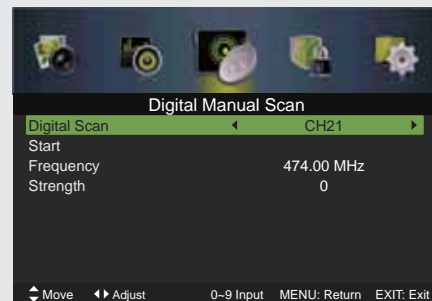 Digital Manual Scan
Digital Scan CH21
Start
Frequency 474.00 MHz
Strength 0
Move Adjust 0~9 Input MENU: Return EXIT: Exit